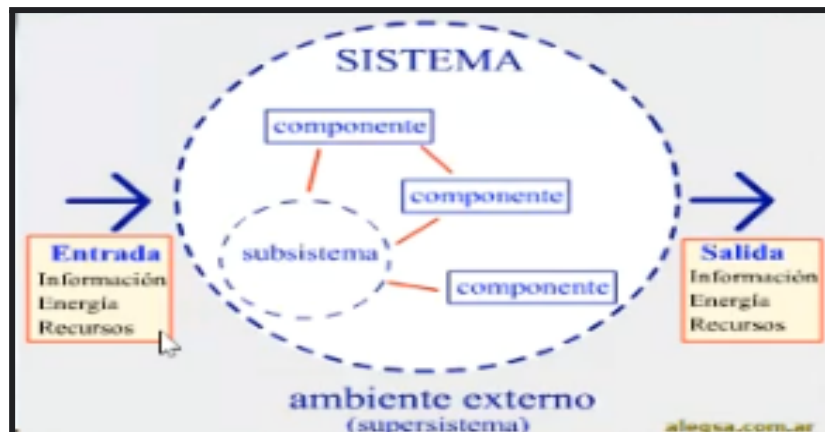 SISTEMA
componente
componente
Entrada
Información
Energía
Recursos
subsistema
componente
Salida
Información
Energía
Recursos
ambiente externo
(supersistema)
alegsa.com.ar